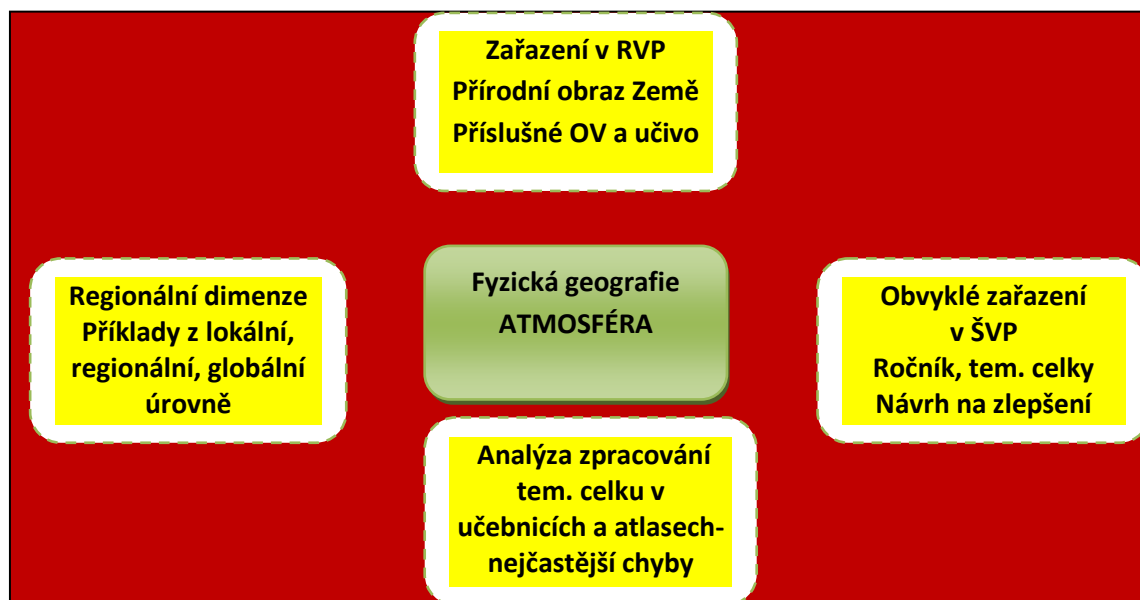 Zařazení v RVP
Přírodní obraz Země
Příslušné OV a učivo
Regionální dimenze
Příklady z lokální,
regionální, globální
úrovně
Fyzická geografie
ATMOSFÉRA
Obvyklé zařazení
v ŠVP
Ročník, tem. celky
Návrh na zlepšení
Analýza zpracování
tem. celku v
učebnicích a atlasech-
nejčastější chyby